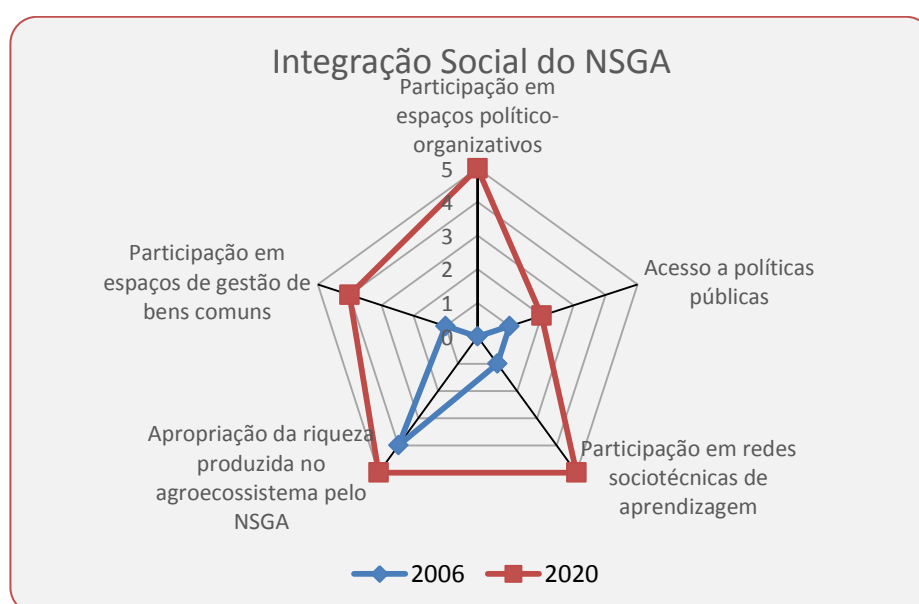 Integração Social do NSGA
Participação em
espaços político-
organizativos
5
4
3
2
1
0
Acesso a políticas
públicas
Participação em redes
sociotécnicas de
aprendizagem
Apropriação da riqueza
produzida no
agroecossistema pelo
NSGA
Participação em
espaços de gestão de
bens comuns
2006
2020